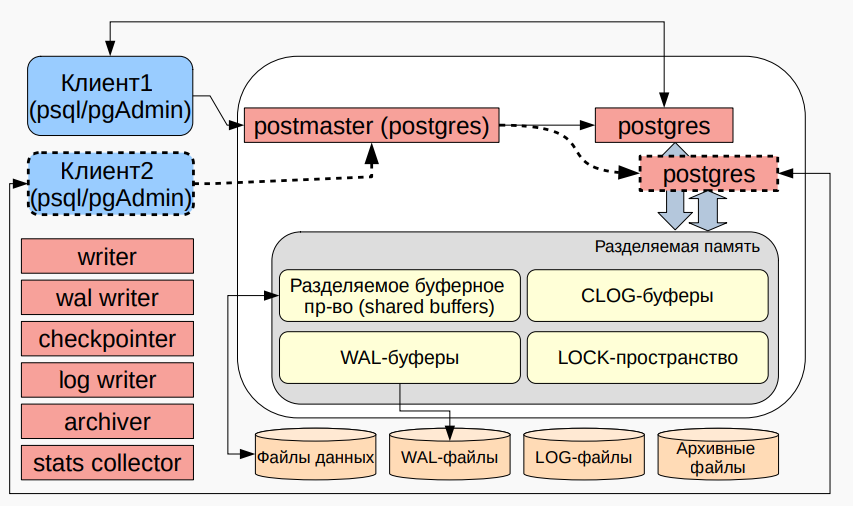 Клиент1
(psql/pgAdmin)
postmaster (postgres)
postgres
Клиент2
(psql/pgAdmin)
postgres
writer
wal writer
checkpointer
log writer
archiver
stats collector
Разделяемая память
Разделяемое буферное
пр-во (shared buffers)
CLOG-буферы
WAL-буферы
LOCK-пространство
Файлы данных
WAL-файлы
LOG-файлы
Архивные
файлы